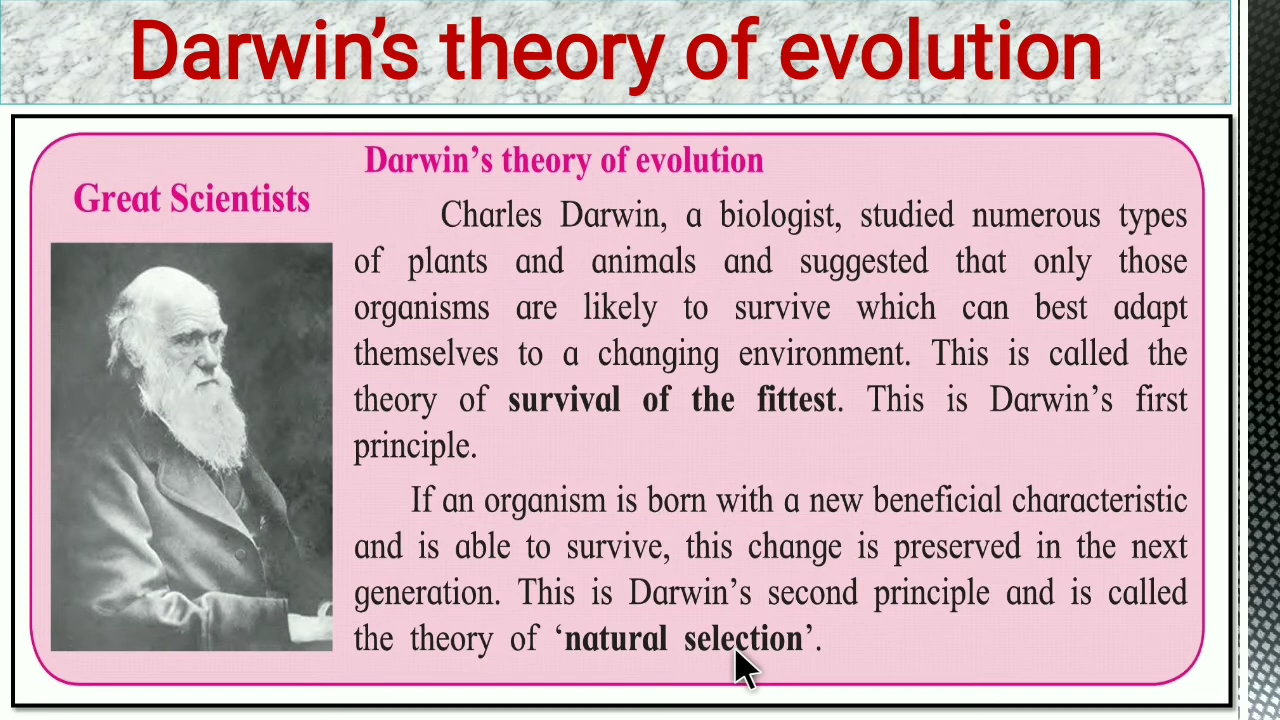 Darwin’s theory of evolution
Great Scientists
Darwin’s theory of evolution
Charles Darwin, a biologist, studied numerous types
of plants and animals and suggested that only those
organisms are likely to survive which can best adapt
themselves to a changing environment. This is called the
theory of survival of the fittest. This is Darwin’s first
principle.
If an organism is born with a new beneficial characteristic
and is able to survive, this change is preserved in the next
generation. This is Darwin’s second principle and is called
the theory of ‘natural selection’.